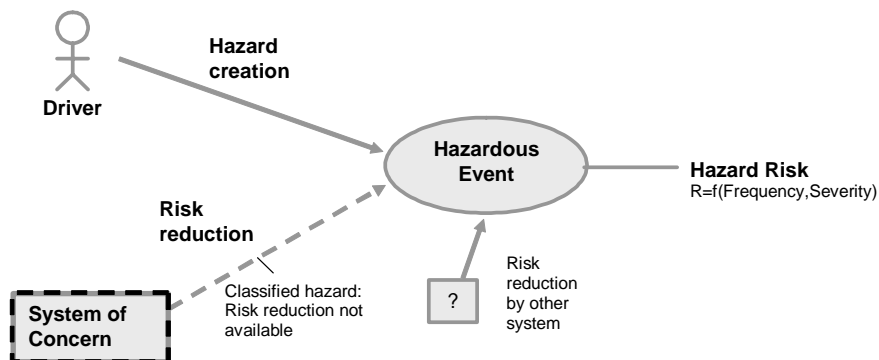 Hazard
creation
Driver
Hazardous
Event
Hazard Risk
R=f(Frequency,Severity)
Risk
reduction
Classified hazard:
Risk reduction not
available
?
Risk
reduction
by other
system
System of
Concern